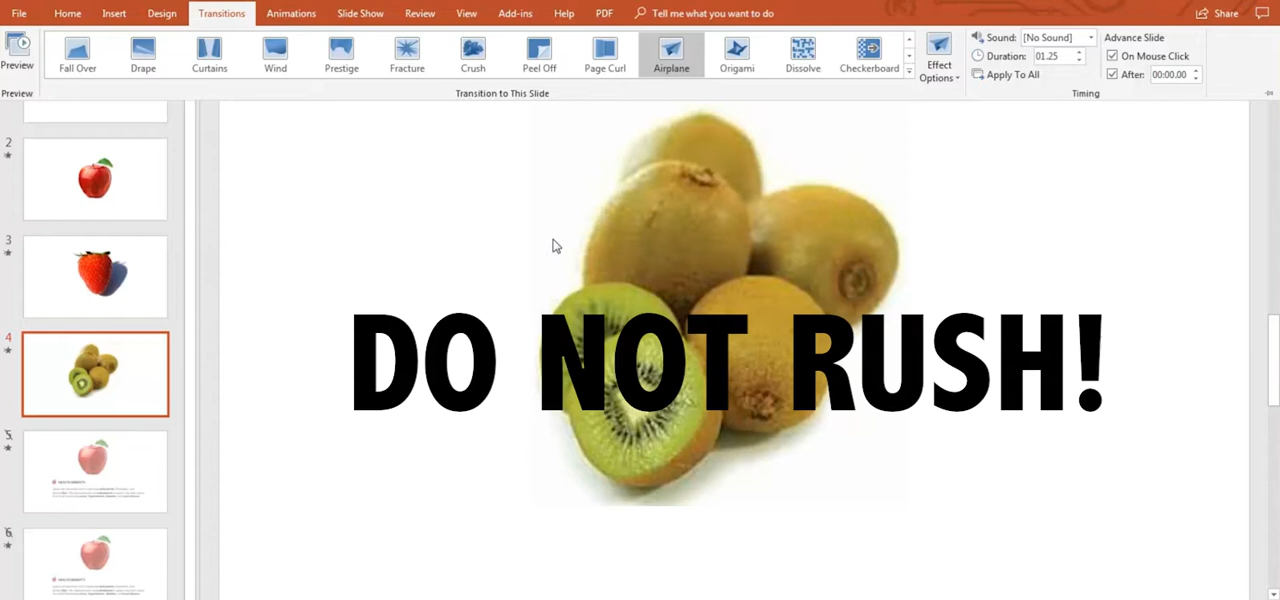 File Home Insert Design Transitions Animations Slide Show Review View Add-ins Help PDF Tell me what you want to do Share
Preview Fall Over Drape Curtains Wind Prestige Fracture Crush Peel Off Page Curl Airplane Origami Dissolve Checkerboard Effect Options
Sound: [No Sound] Advance Slide
Duration: 01.25 On Mouse Click
Apply To All After: 00:00.00
Preview Transition to This Slide Timing
2
3
4
5
6
DO NOT RUSH!